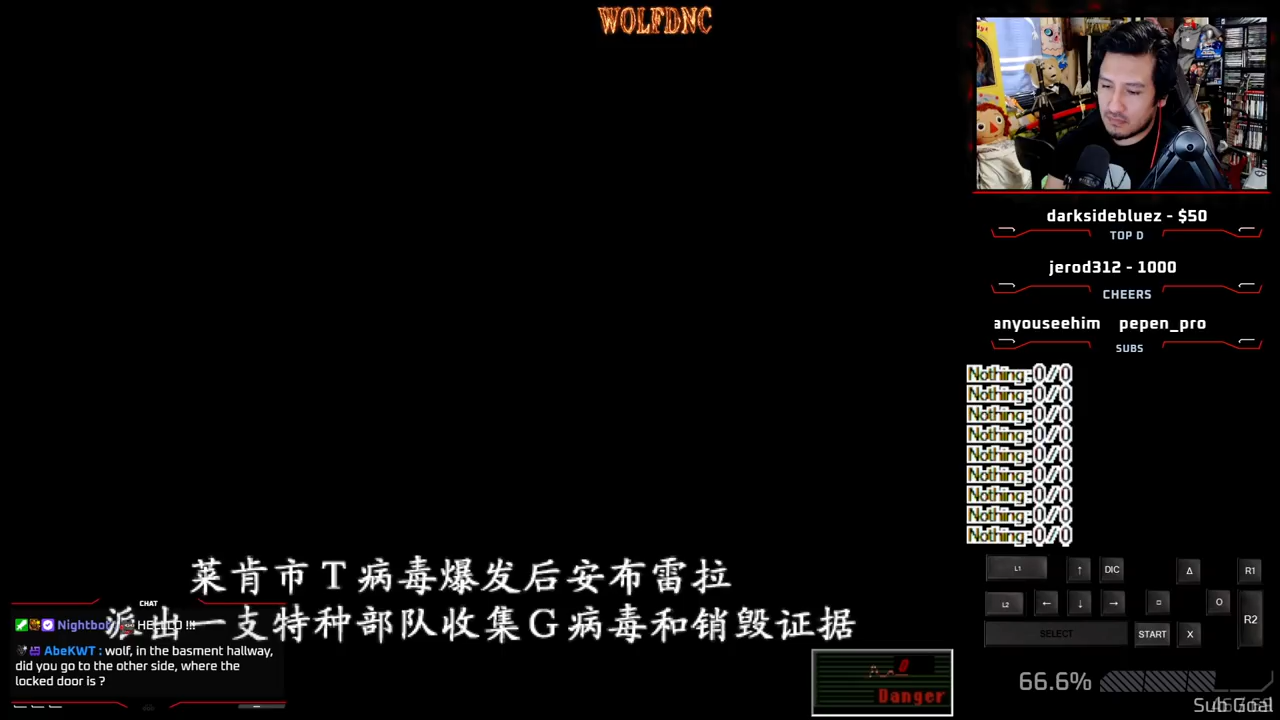 WOLFDNC
darksidebluez - $50
TOP D
jerod312 - 1000
CHEERS
anyouseehim pepen_pro
SUBS
Nothing:0/0
Nothing:0/0
Nothing:0/0
Nothing:0/0
Nothing:0/0
Nothing:0/0
Nothing:0/0
Nothing:0/0
Nothing:0/0
L1 ↑ DIC Δ R1
L2 ← ↓ → □ O R2
SELECT START X
66.6%
Sub Goal
莱肯市T病毒爆发后安布雷拉
派出一支特种部队收集G病毒和销毁证据
CHAT
Nightbo HELLLO !!!
AbeKWT : wolf, in the basment hallway,
did you go to the other side, where the
locked door is ?
Danger